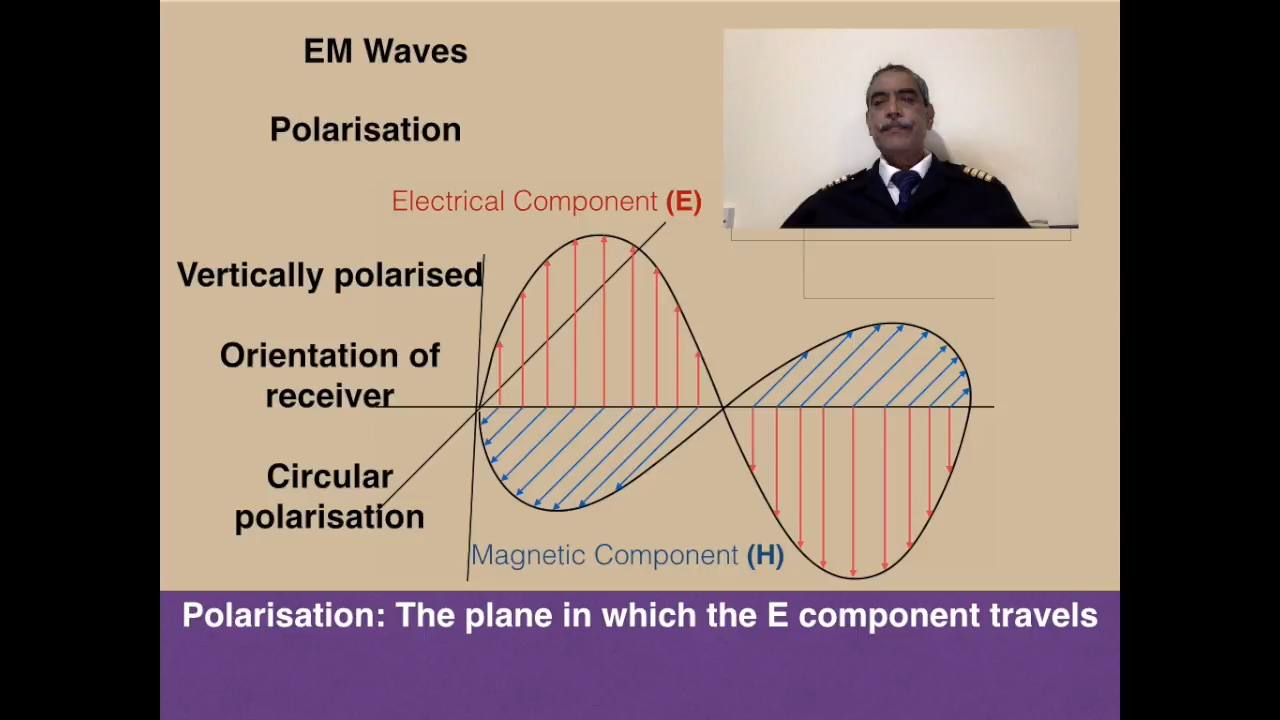 EM Waves
Polarisation
Electrical Component (E)
Vertically polarised
Orientation of
receiver
Circular
polarisation
Magnetic Component (H)
Polarisation: The plane in which the E component travels